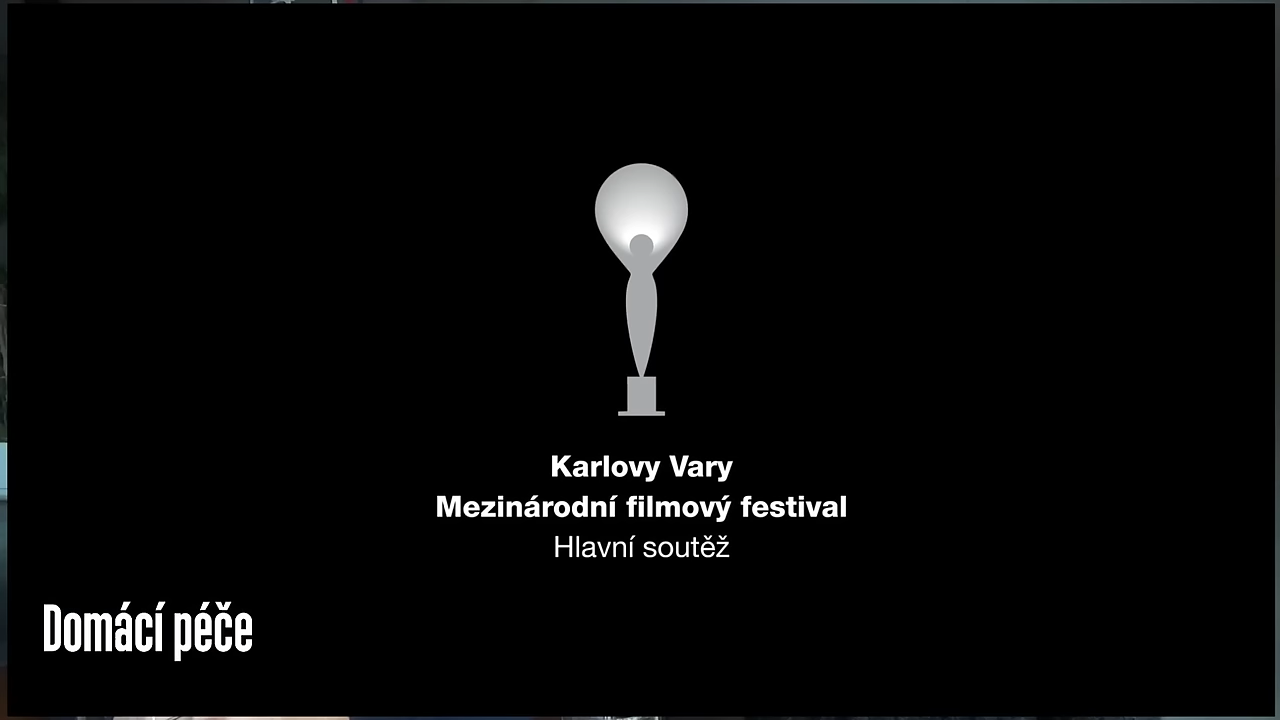 Karlovy Vary
Mezinárodní filmový festival
Hlavní soutěž
Domácí péče